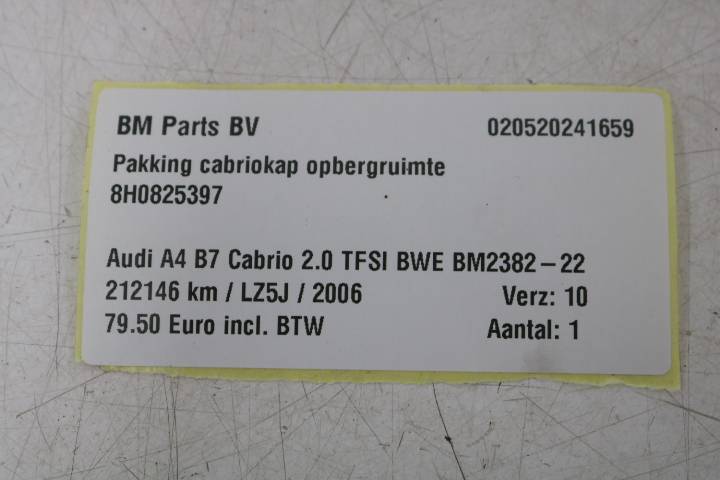 BM Parts BV 020520241659
Pakking cabriokap opbergruimte
8H0825397
Audi A4 B7 Cabrio 2.0 TFSI BWE BM2382-22
212146 km / LZ5J / 2006 Verz: 10
79.50 Euro incl. BTW Aantal: 1